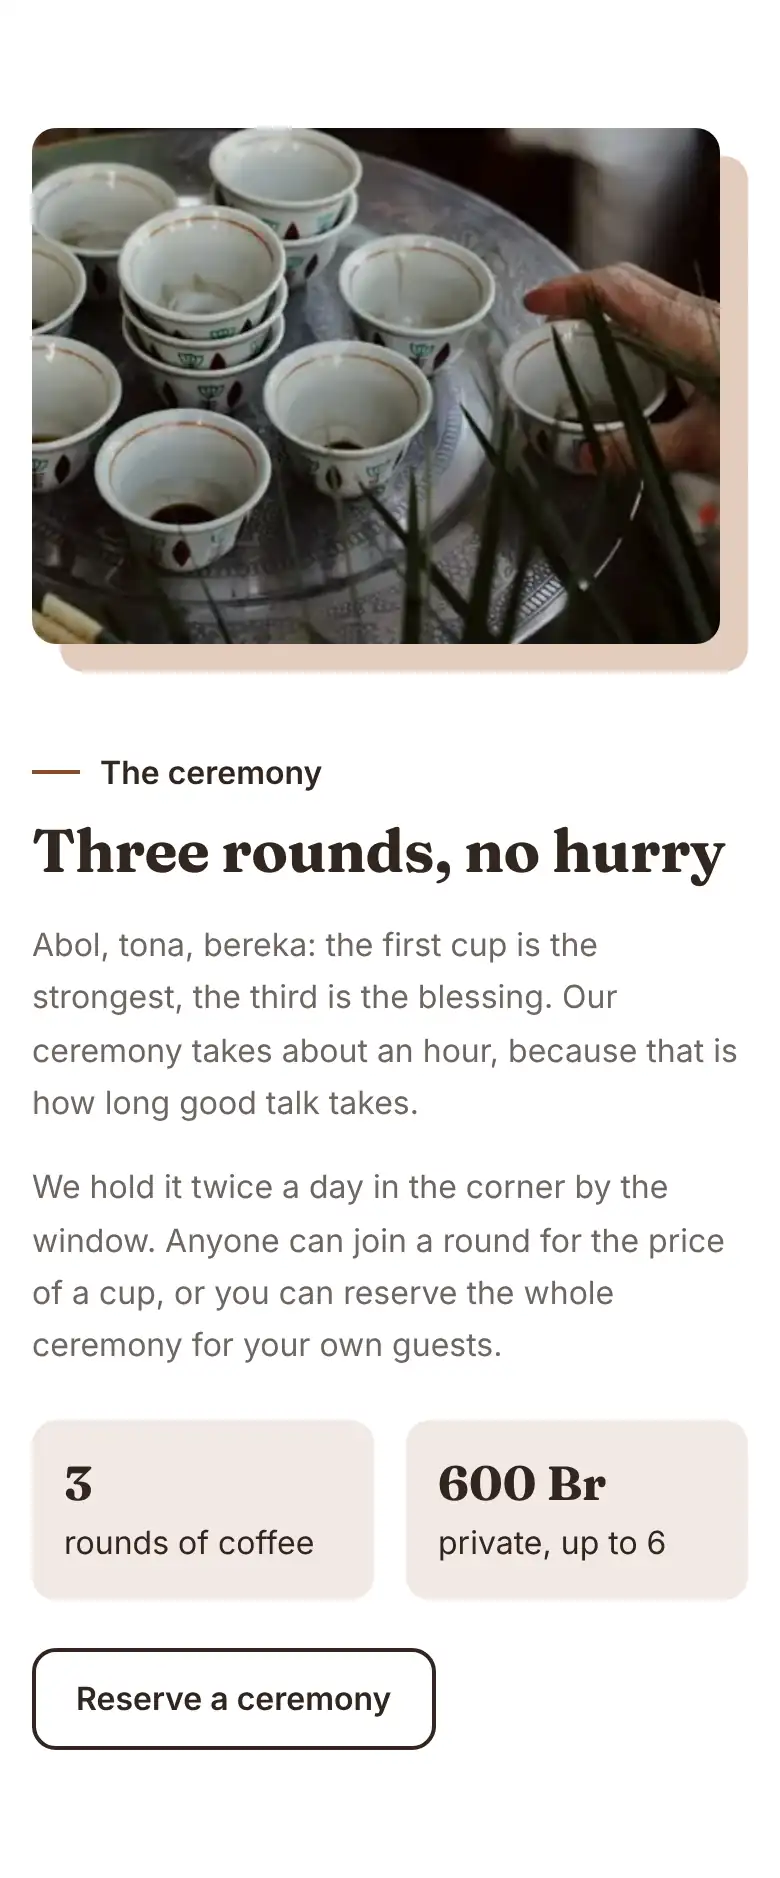 The ceremony
Three rounds, no hurry
Abol, tona, bereka: the first cup is the
strongest, the third is the blessing. Our
ceremony takes about an hour, because that is
how long good talk takes.
We hold it twice a day in the corner by the
window. Anyone can join a round for the price
of a cup, or you can reserve the whole
ceremony for your own guests.
3
rounds of coffee
600 Br
private, up to 6
Reserve a ceremony